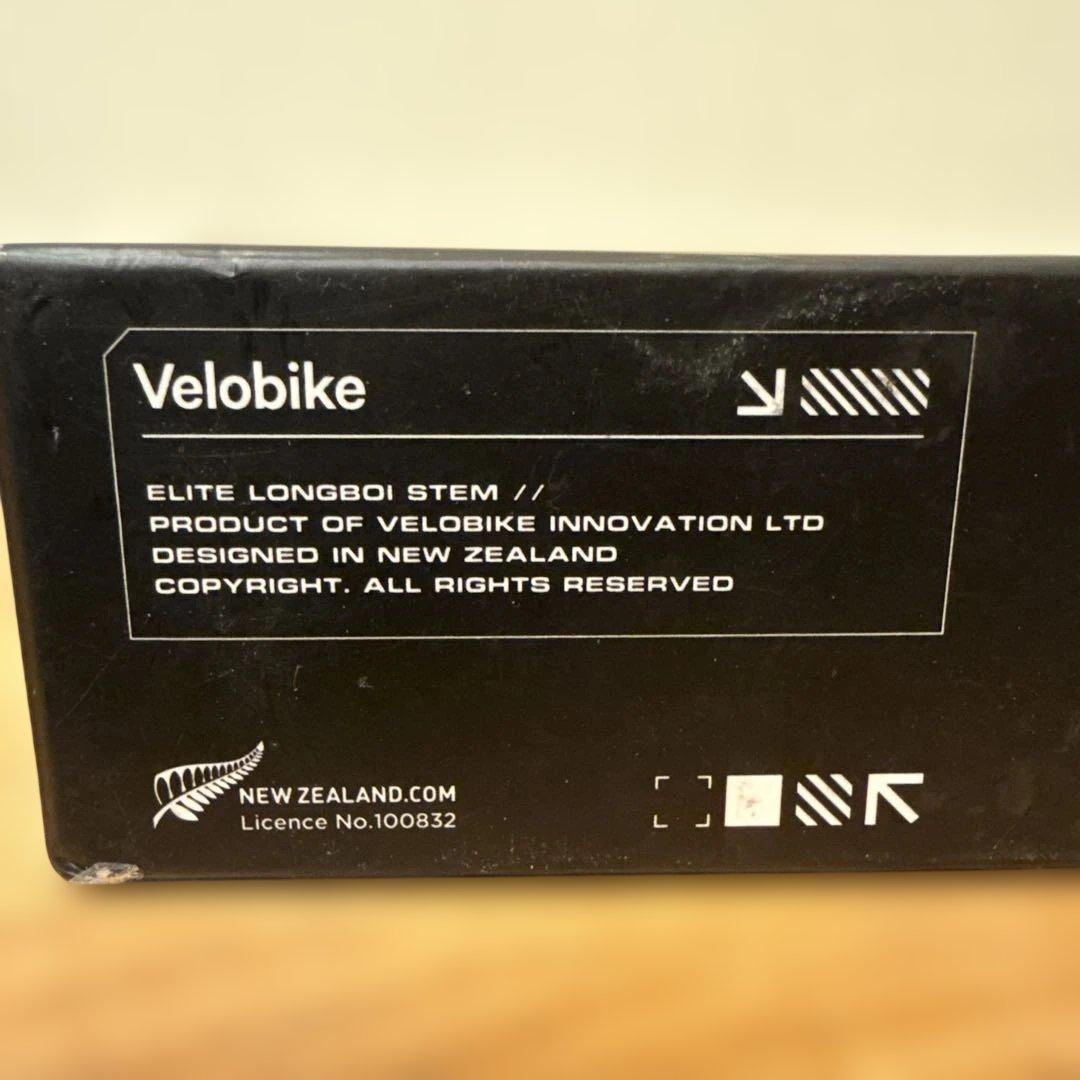 Velobike
ELITE LONGBOI STEM //
PRODUCT OF VELOBIKE INNOVATION LTD
DESIGNED IN NEW ZEALAND
COPYRIGHT. ALL RIGHTS RESERVED
NEW ZEALAND.COM
Licence No.100832